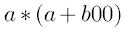 a * (a + b00)